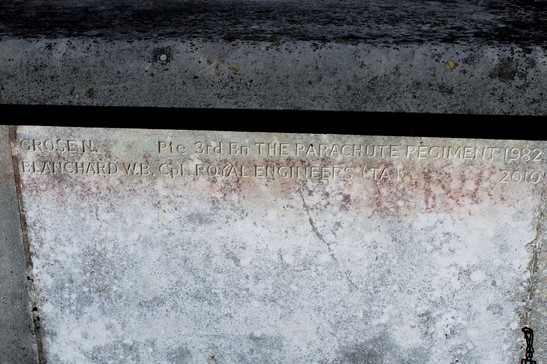 GROSE N. Pte 3rd Bn THE PARACHUTE REGIMENT 1982
BLANCHARD W.B. Cpl ROYAL ENGINEERS (TA) 2010